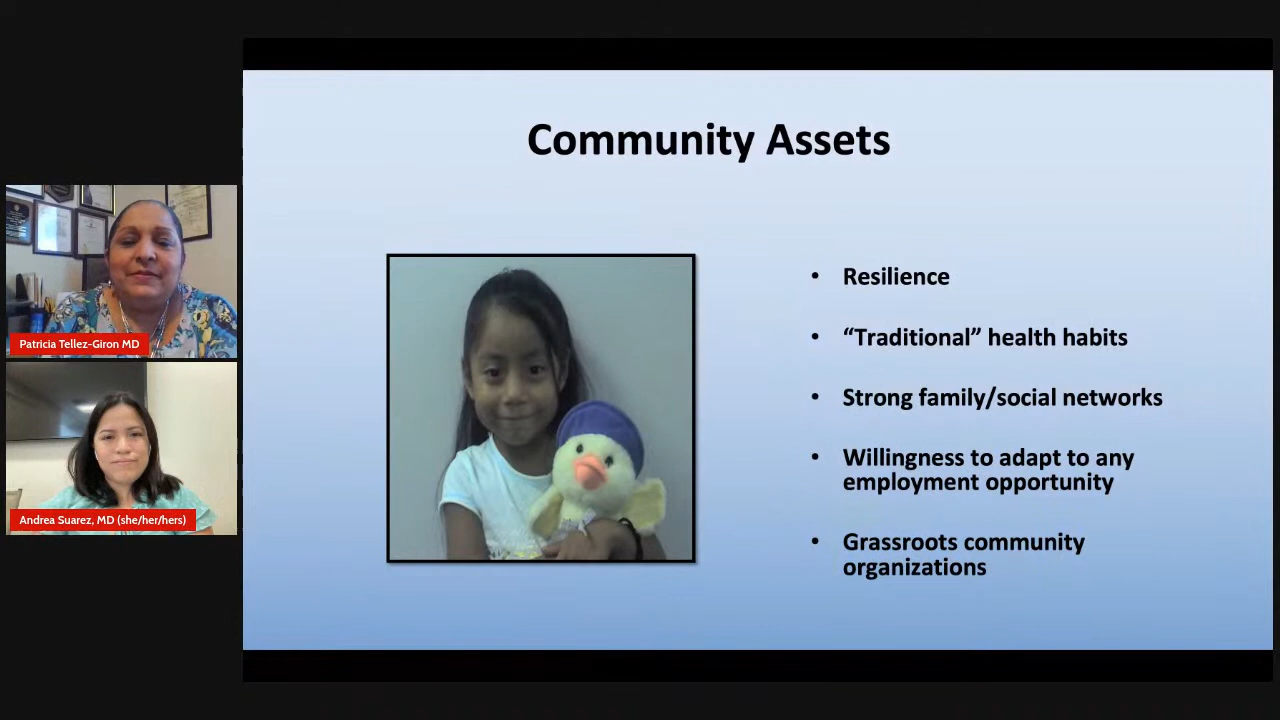 Community Assets
Patricia Tellez-Giron MD
Andrea Suarez, MD (she/her/hers)
• Resilience
• “Traditional” health habits
• Strong family/social networks
• Willingness to adapt to any
employment opportunity
• Grassroots community
organizations